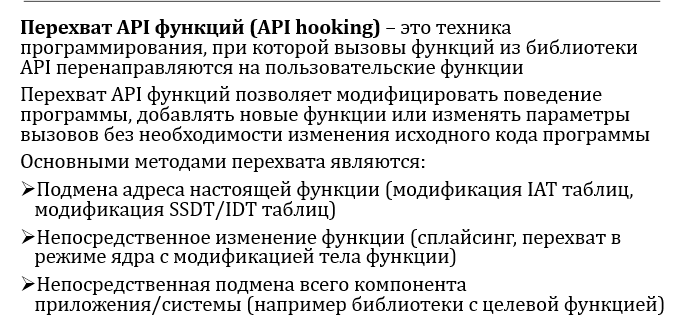 Перехват API функций (API hooking) – это техника
программирования, при которой вызовы функций из библиотеки
API перенаправляются на пользовательские функции
Перехват API функций позволяет модифицировать поведение
программы, добавлять новые функции или изменять параметры
вызовов без необходимости изменения исходного кода программы
Основными методами перехвата являются:
➢Подмена адреса настоящей функции (модификация IAT таблиц,
модификация SSDT/IDT таблиц)
➢Непосредственное изменение функции (сплайсинг, перехват в
режиме ядра с модификацией тела функции)
➢Непосредственная подмена всего компонента
приложения/системы (например библиотеки с целевой функцией)